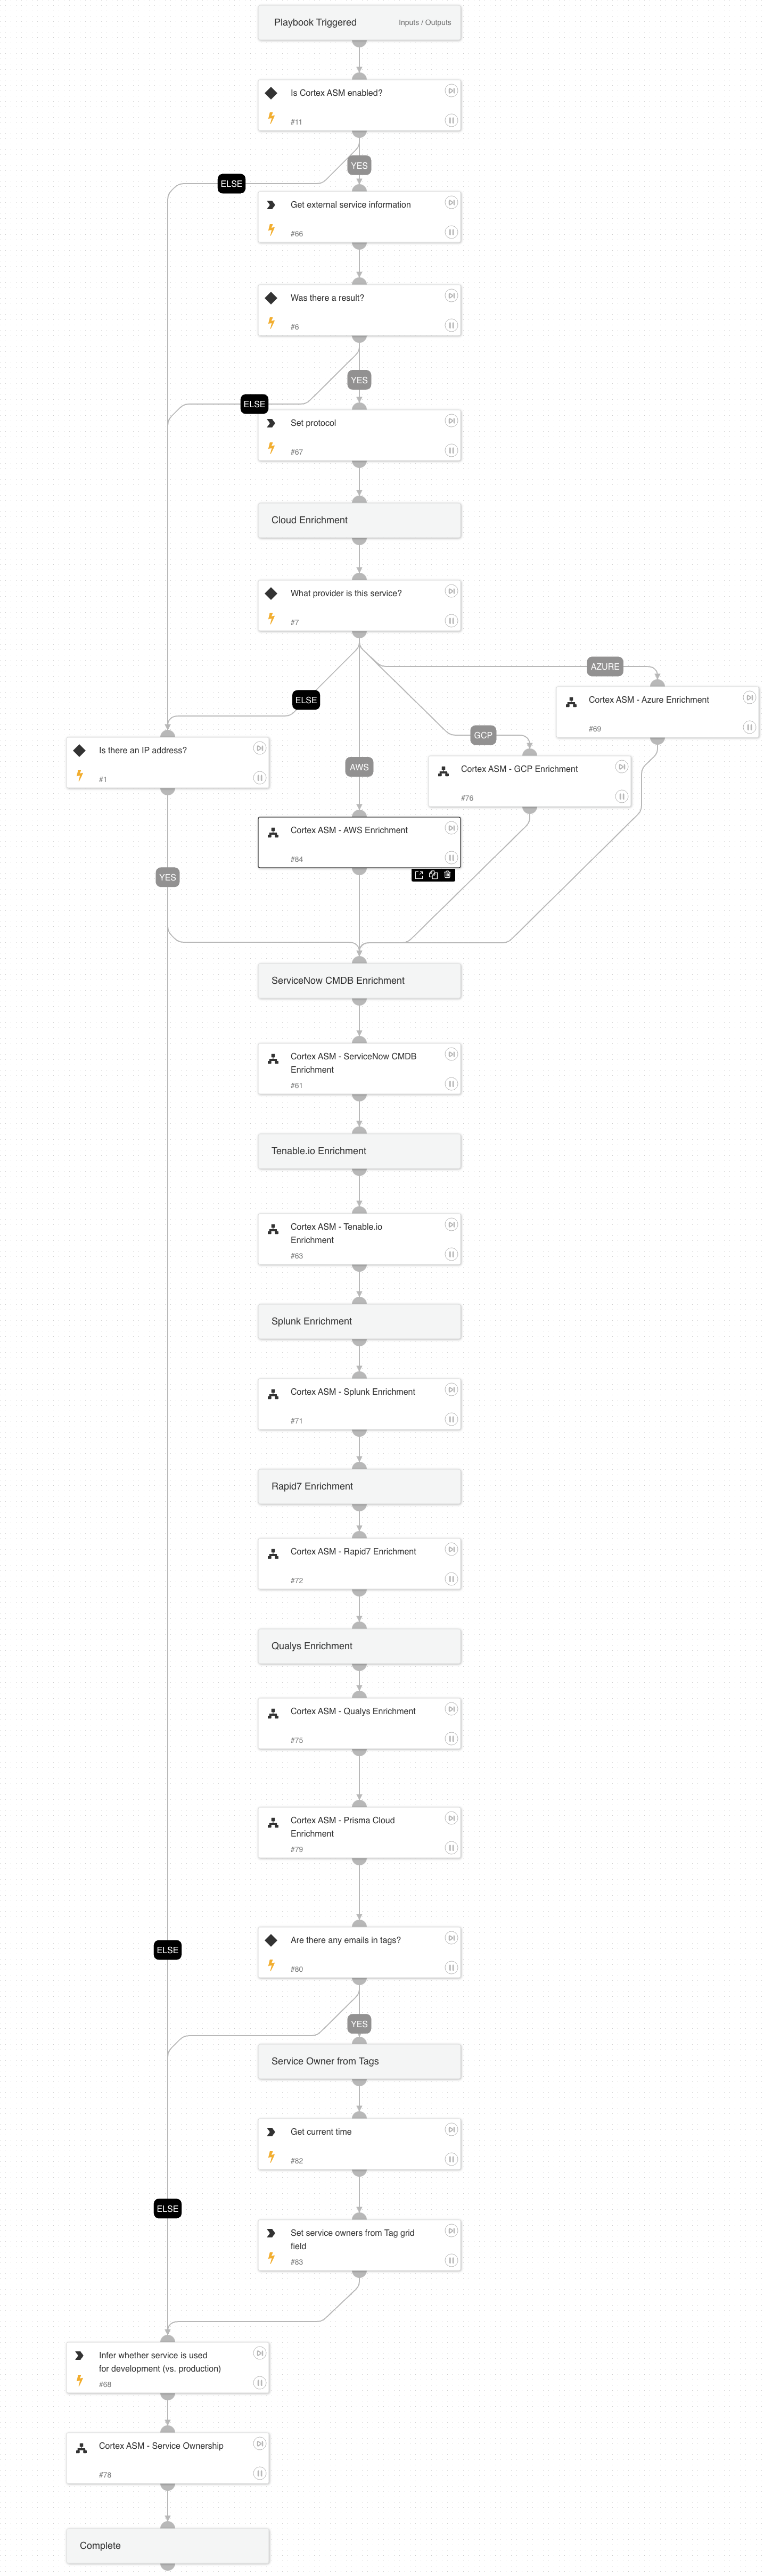 Playbook Triggered Inputs / Outputs
Is Cortex ASM enabled?
#11
YES
ELSE
Get external service information
#66
Was there a result?
#6
YES
ELSE
Set protocol
#67
Cloud Enrichment
What provider is this service?
#7
AZURE
ELSE
Cortex ASM - Azure Enrichment
#69
GCP
Is there an IP address?
#1
AWS
Cortex ASM - GCP Enrichment
#76
Cortex ASM - AWS Enrichment
#84
YES
ServiceNow CMDB Enrichment
Cortex ASM - ServiceNow CMDB
Enrichment
#61
Tenable.io Enrichment
Cortex ASM - Tenable.io
Enrichment
#63
Splunk Enrichment
Cortex ASM - Splunk Enrichment
#71
Rapid7 Enrichment
Cortex ASM - Rapid7 Enrichment
#72
Qualys Enrichment
Cortex ASM - Qualys Enrichment
#75
Cortex ASM - Prisma Cloud
Enrichment
#79
Are there any emails in tags?
ELSE
#80
YES
Service Owner from Tags
Get current time
#82
ELSE
Set service owners from Tag grid
field
#83
Infer whether service is used
for development (vs. production)
#68
Cortex ASM - Service Ownership
#78
Complete